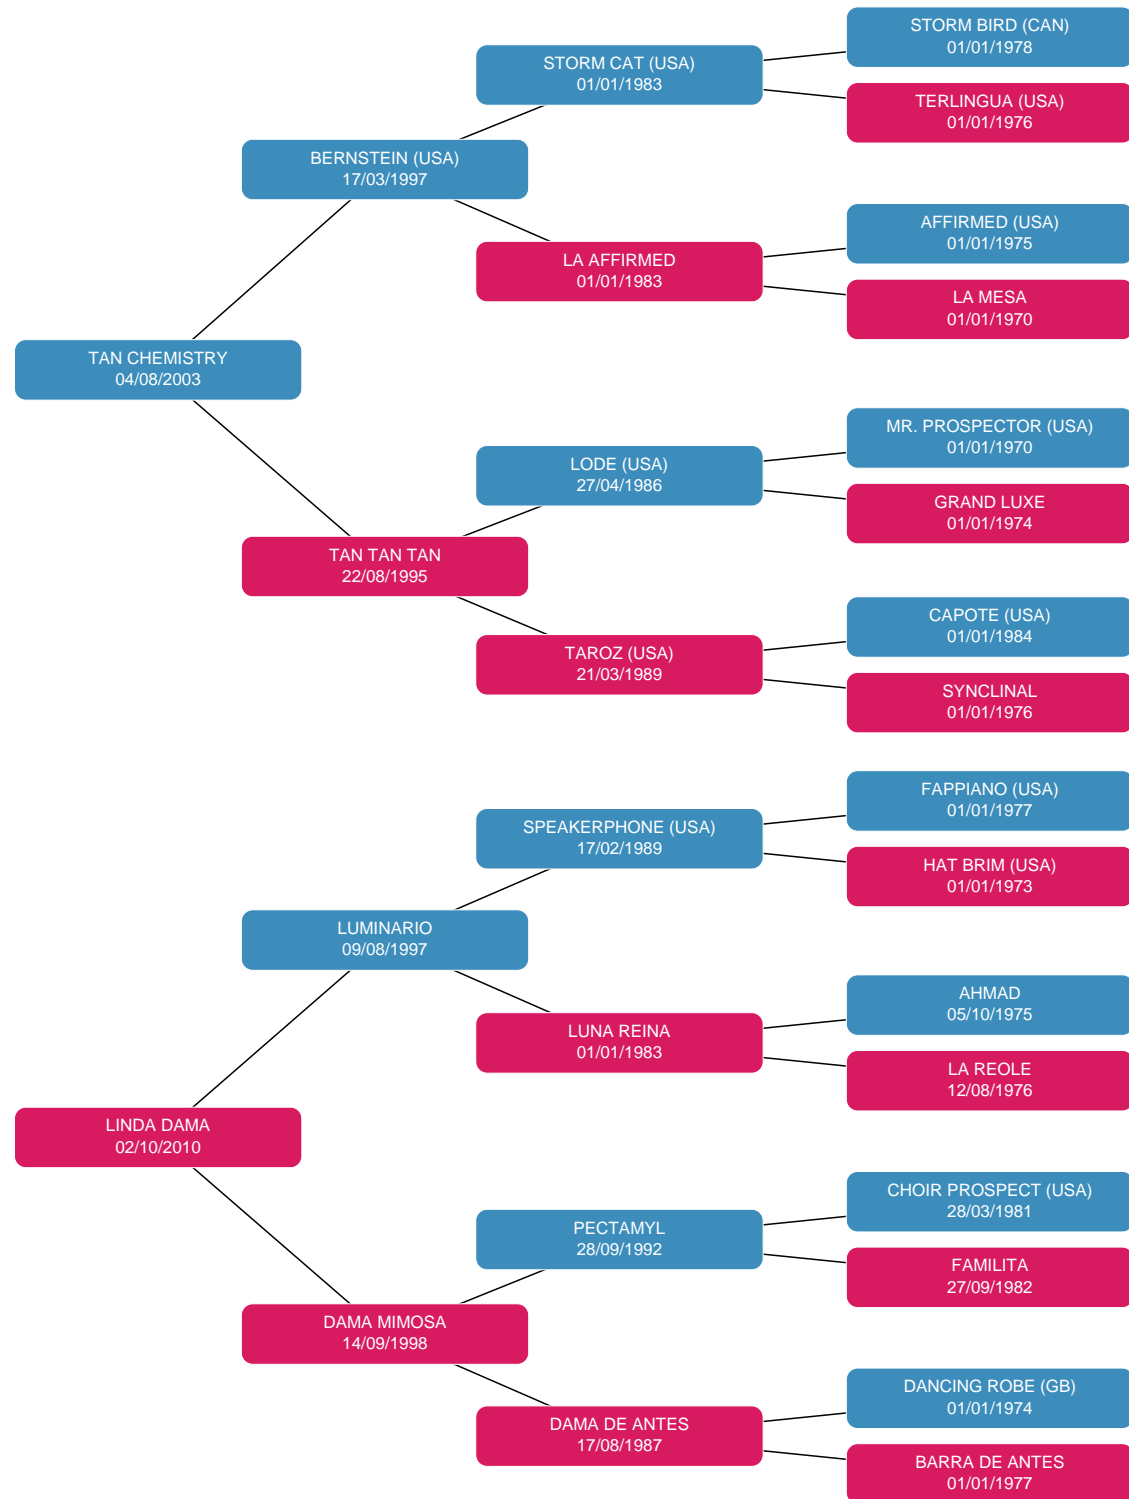 STORM BIRD (CAN)
01/01/1978
STORM CAT (USA)
01/01/1983
TERLINGUA (USA)
01/01/1976
BERNSTEIN (USA)
17/03/1997
AFFIRMED (USA)
01/01/1975
LA AFFIRMED
01/01/1983
LA MESA
01/01/1970
TAN CHEMISTRY
04/08/2003
MR. PROSPECTOR (USA)
01/01/1970
LODE (USA)
27/04/1986
GRAND LUXE
01/01/1974
TAN TAN TAN
22/08/1995
CAPOTE (USA)
01/01/1984
TAROZ (USA)
21/03/1989
SYNCLINAL
01/01/1976
FAPPIANO (USA)
01/01/1977
SPEAKERPHONE (USA)
17/02/1989
HAT BRIM (USA)
01/01/1973
LUMINARIO
09/08/1997
AHMAD
05/10/1975
LUNA REINA
01/01/1983
LA REOLE
12/08/1976
LINDA DAMA
02/10/2010
CHOIR PROSPECT (USA)
28/03/1981
PECTAMYL
28/09/1992
FAMILITA
27/09/1982
DAMA MIMOSA
14/09/1998
DANCING ROBE (GB)
01/01/1974
DAMA DE ANTES
17/08/1987
BARRA DE ANTES
01/01/1977